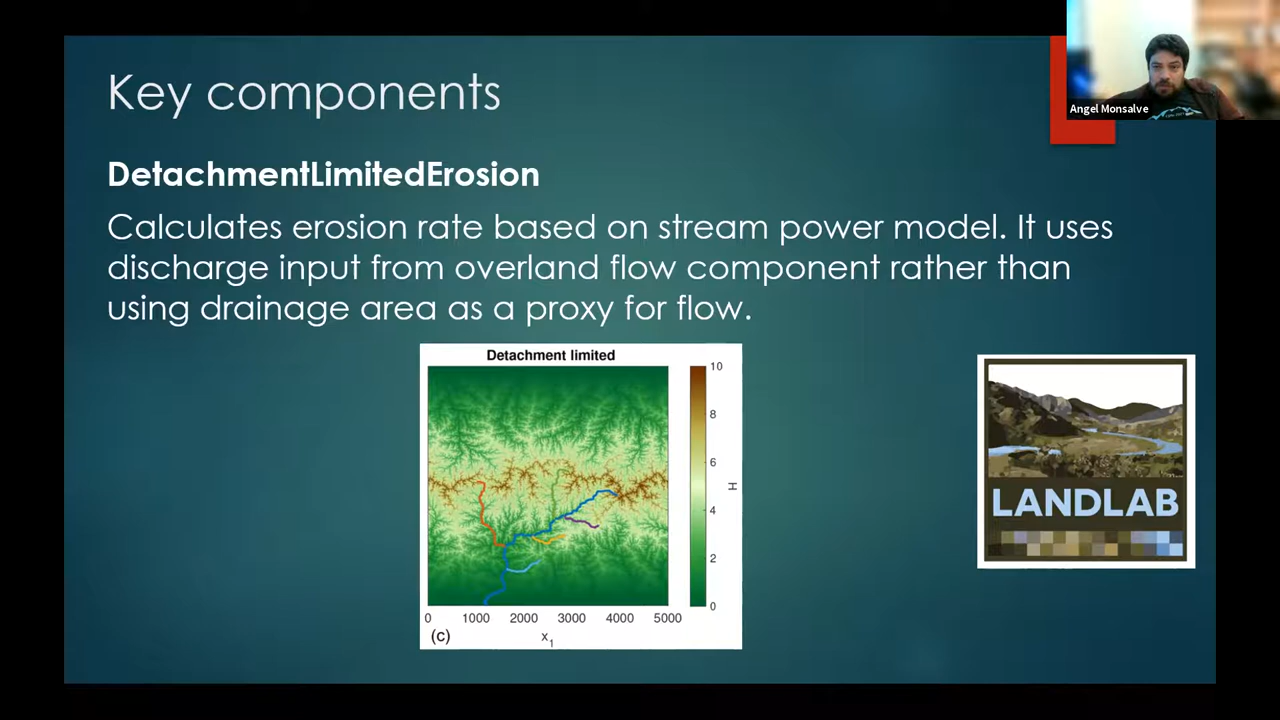 Key components
Angel Monsalve
DetachmentLimitedErosion
Calculates erosion rate based on stream power model. It uses
discharge input from overland flow component rather than
using drainage area as a proxy for flow.
Detachment limited
10
8
6
4
2
0
H
0 1000 2000 3000 4000 5000
(c)
x1
LANDLAB